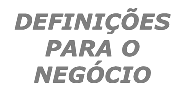 DEFINIÇÕES
PARA O
NEGÓCIO